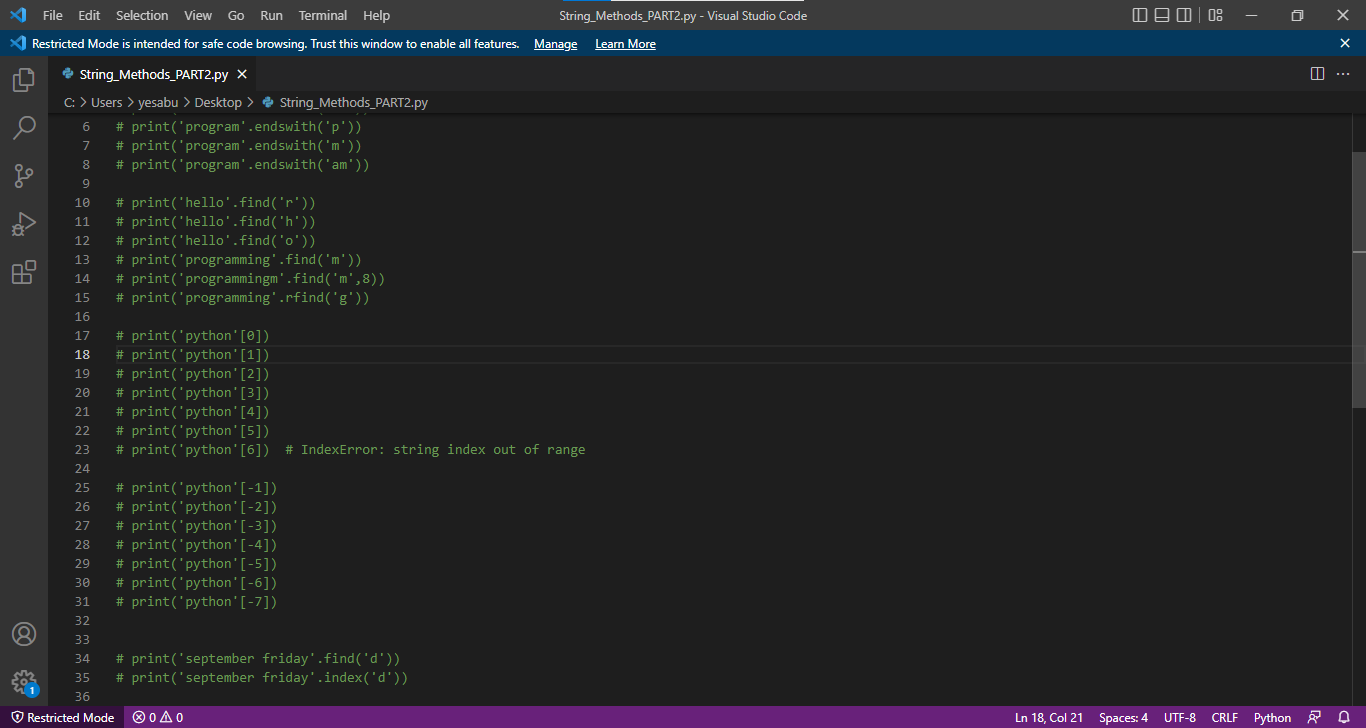 File Edit Selection View Go Run Terminal Help String_Methods_PART2.py - Visual Studio Code
Restricted Mode is intended for safe code browsing. Trust this window to enable all features. Manage Learn More
String_Methods_PART2.py
C: > Users > yesabu > Desktop > String_Methods_PART2.py
6 # print('program'.endswith('p'))
7 # print('program'.endswith('m'))
8 # print('program'.endswith('am'))
9
10 # print('hello'.find('r'))
11 # print('hello'.find('h'))
12 # print('hello'.find('o'))
13 # print('programming'.find('m'))
14 # print('programmingm'.find('m',8))
15 # print('programming'.rfind('g'))
16
17 # print('python'[0])
18 # print('python'[1])
19 # print('python'[2])
20 # print('python'[3])
21 # print('python'[4])
22 # print('python'[5])
23 # print('python'[6])  # IndexError: string index out of range
24
25 # print('python'[-1])
26 # print('python'[-2])
27 # print('python'[-3])
28 # print('python'[-4])
29 # print('python'[-5])
30 # print('python'[-6])
31 # print('python'[-7])
32
33
34 # print('september friday'.find('d'))
35 # print('september friday'.index('d'))
36
1
Restricted Mode 0 0 Ln 18, Col 21 Spaces: 4 UTF-8 CRLF Python